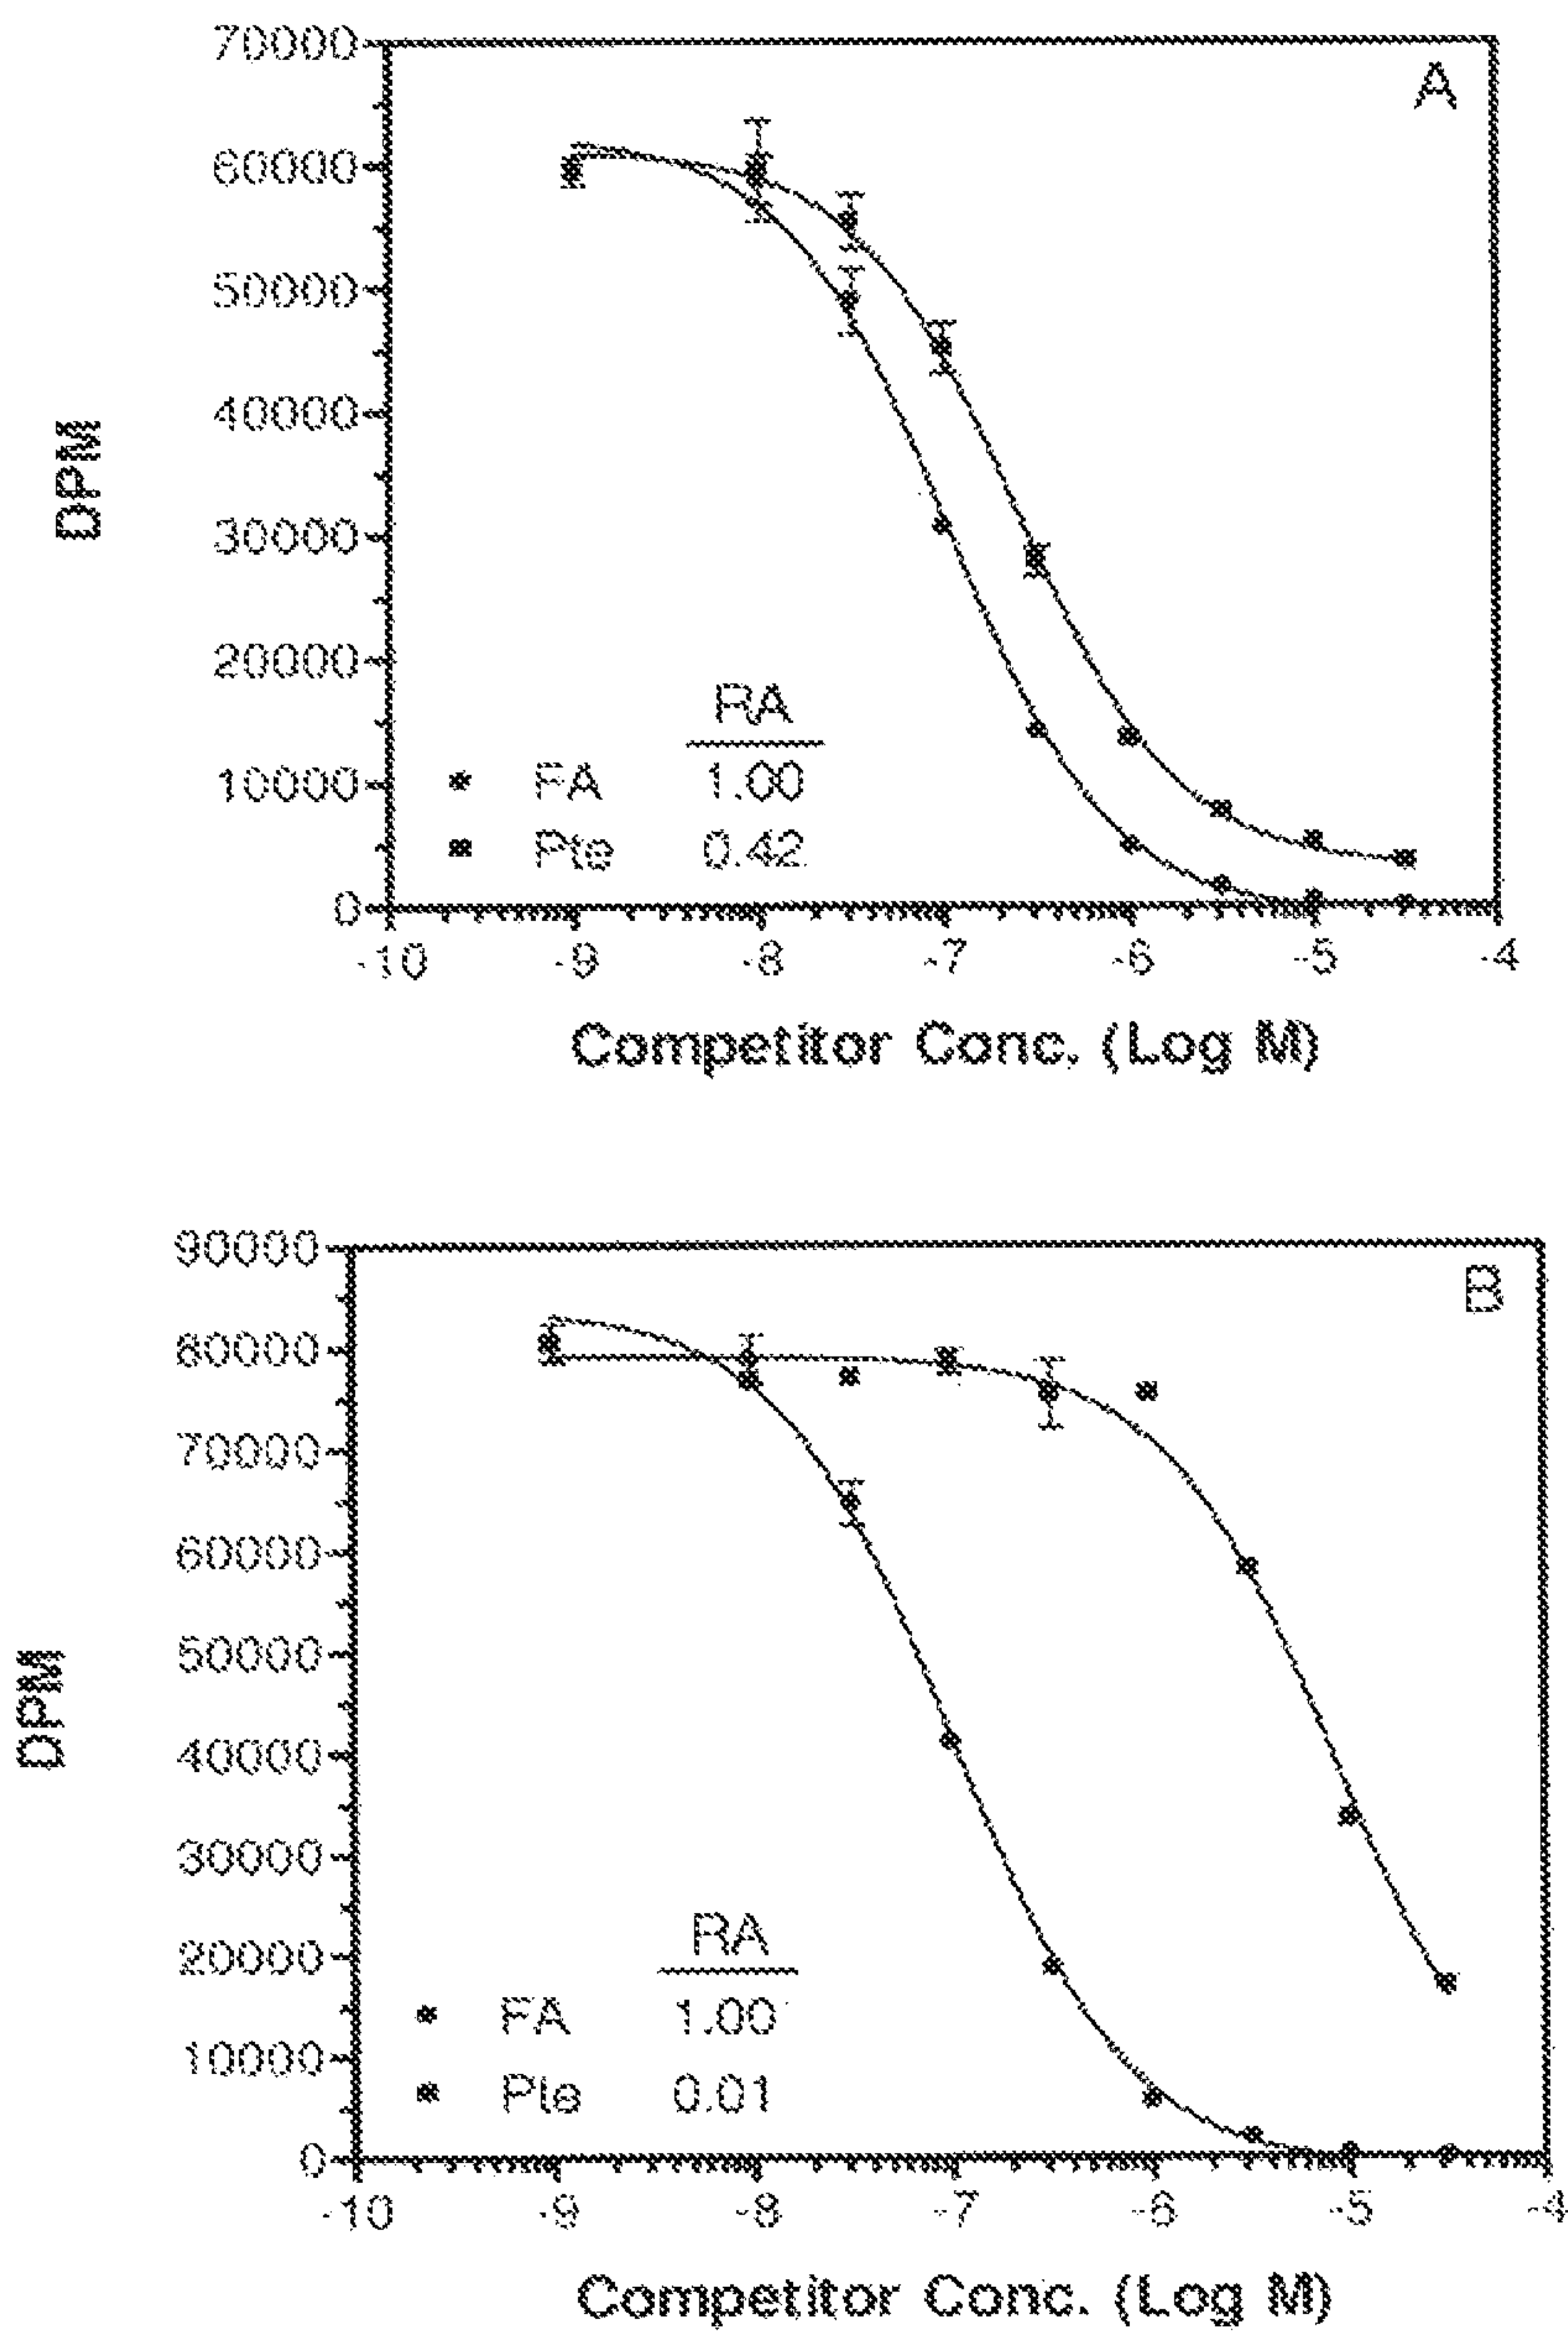 A
70000
60000
50000
40000
30000
20000
10000
0
DPM
RA
FA 1.00
Pte 0.42
-10 -9 -8 -7 -6 -5 -4
Competitor Conc. (Log M)
B
90000
80000
70000
60000
50000
40000
30000
20000
10000
0
DPM
RA
FA 1.00
Pte 0.01
-10 -9 -8 -7 -6 -5 -4
Competitor Conc. (Log M)